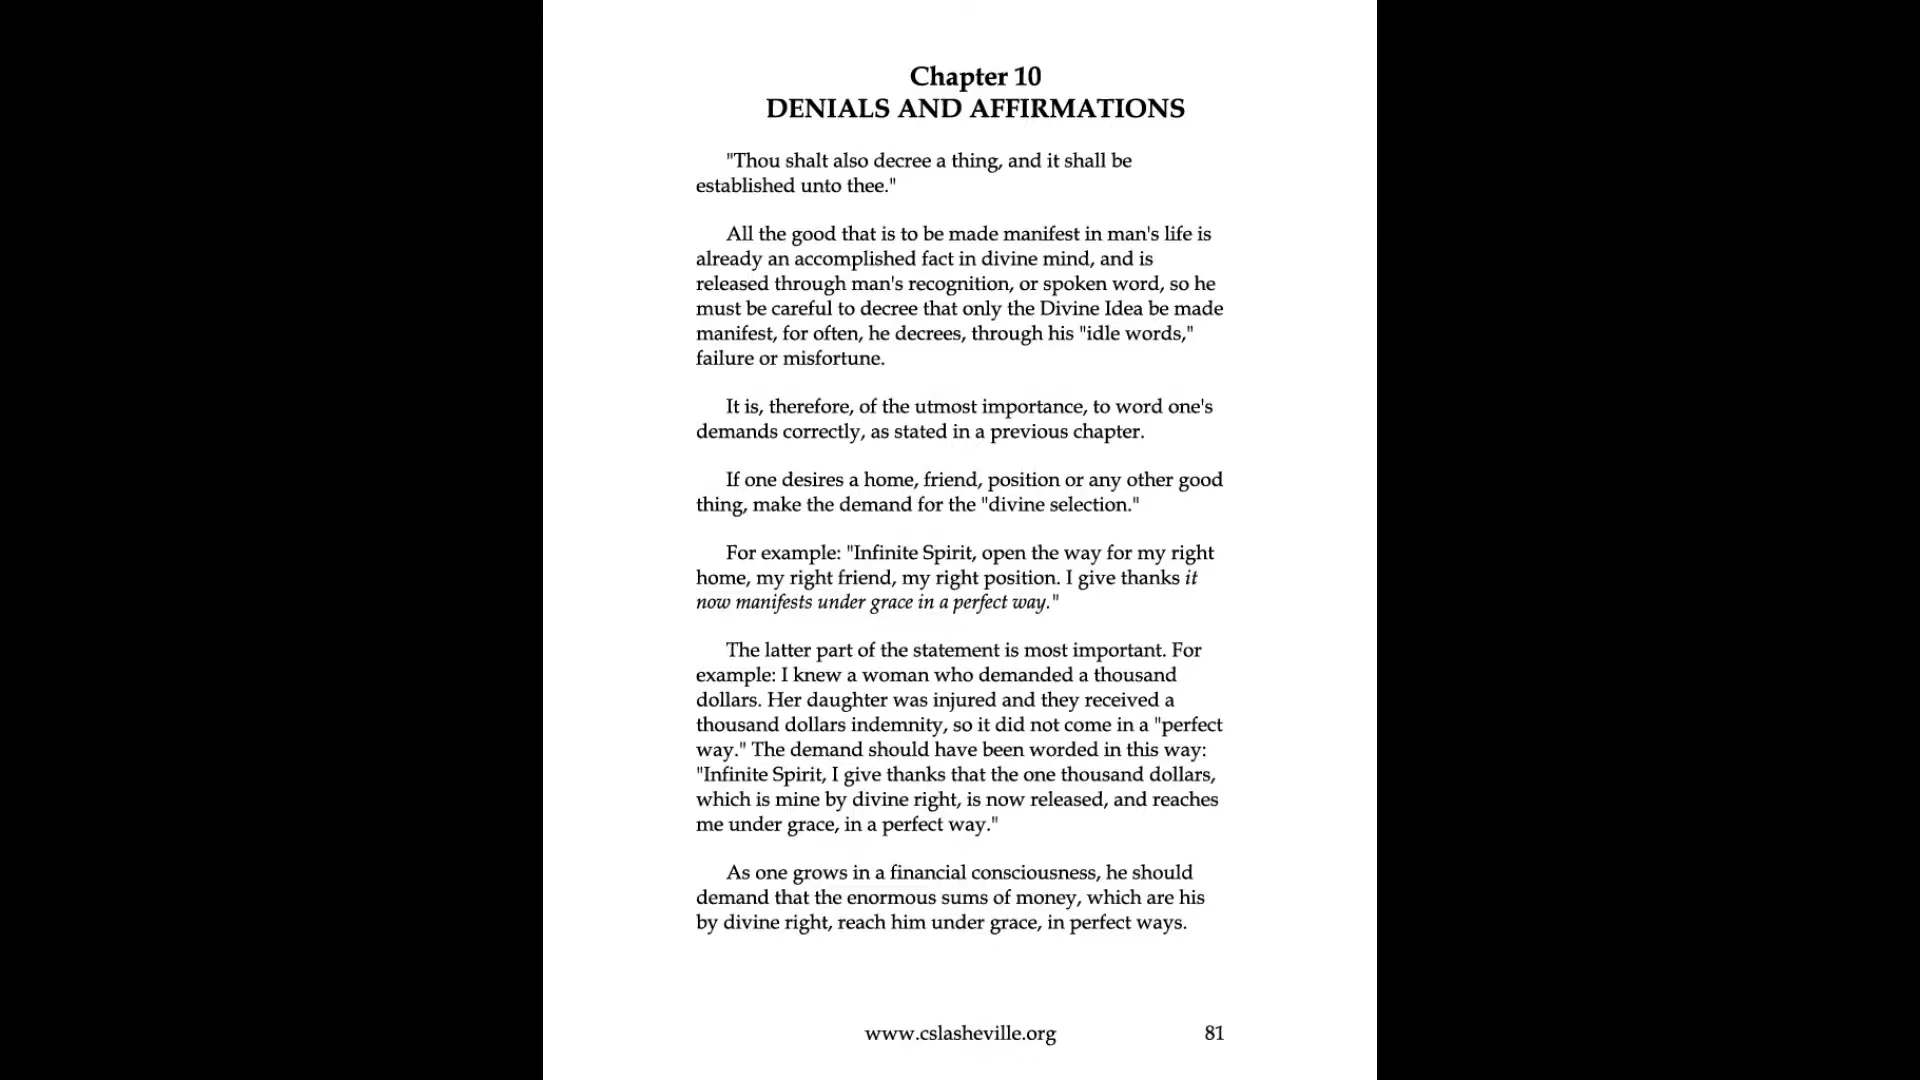 Chapter 10
DENIALS AND AFFIRMATIONS
"Thou shalt also decree a thing, and it shall be
established unto thee."
All the good that is to be made manifest in man's life is
already an accomplished fact in divine mind, and is
released through man's recognition, or spoken word, so he
must be careful to decree that only the Divine Idea be made
manifest, for often, he decrees, through his "idle words,"
failure or misfortune.
It is, therefore, of the utmost importance, to word one's
demands correctly, as stated in a previous chapter.
If one desires a home, friend, position or any other good
thing, make the demand for the "divine selection."
For example: "Infinite Spirit, open the way for my right
home, my right friend, my right position. I give thanks it
now manifests under grace in a perfect way."
The latter part of the statement is most important. For
example: I knew a woman who demanded a thousand
dollars. Her daughter was injured and they received a
thousand dollars indemnity, so it did not come in a "perfect
way." The demand should have been worded in this way:
"Infinite Spirit, I give thanks that the one thousand dollars,
which is mine by divine right, is now released, and reaches
me under grace, in a perfect way."
As one grows in a financial consciousness, he should
demand that the enormous sums of money, which are his
by divine right, reach him under grace, in perfect ways.
www.cslasheville.org 81